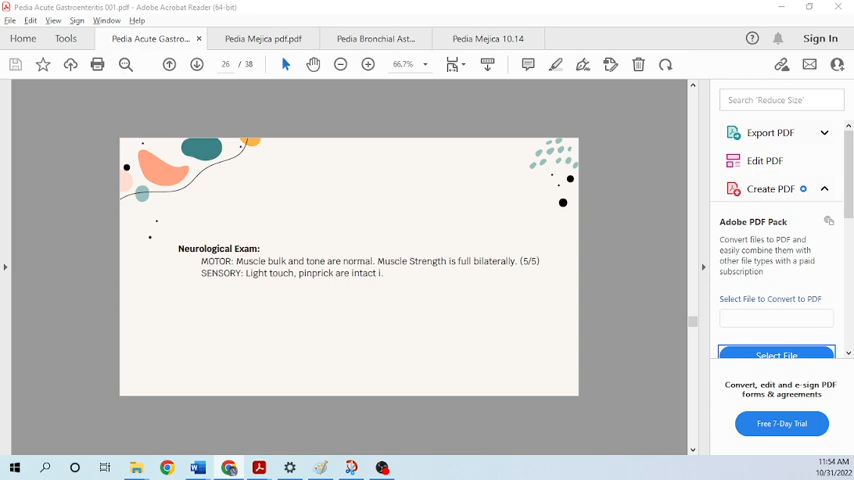 Pedia Acute Gastroentertitis 001.pdf - Adobe Acrobat Reader (64-bit)
File Edit View Sign Window Help
Home Tools Pedia Acute Gastro... × Pedia Mejica pdf.pdf Pedia Bronchial Ast... Pedia Mejica 10.14 Sign In
26 / 38 66.7%
Search 'Reduce Size'
Export PDF
Edit PDF
Create PDF
Adobe PDF Pack
Convert files to PDF and
easily combine them with
other file types with a paid
subscription
Select File to Convert to PDF
Select File
Convert, edit and e-sign PDF
forms & agreements
Free 7-Day Trial
Neurological Exam:
MOTOR: Muscle bulk and tone are normal. Muscle Strength is full bilaterally. (5/5)
SENSORY: Light touch, pinprick are intact i.
11:54 AM
10/31/2022